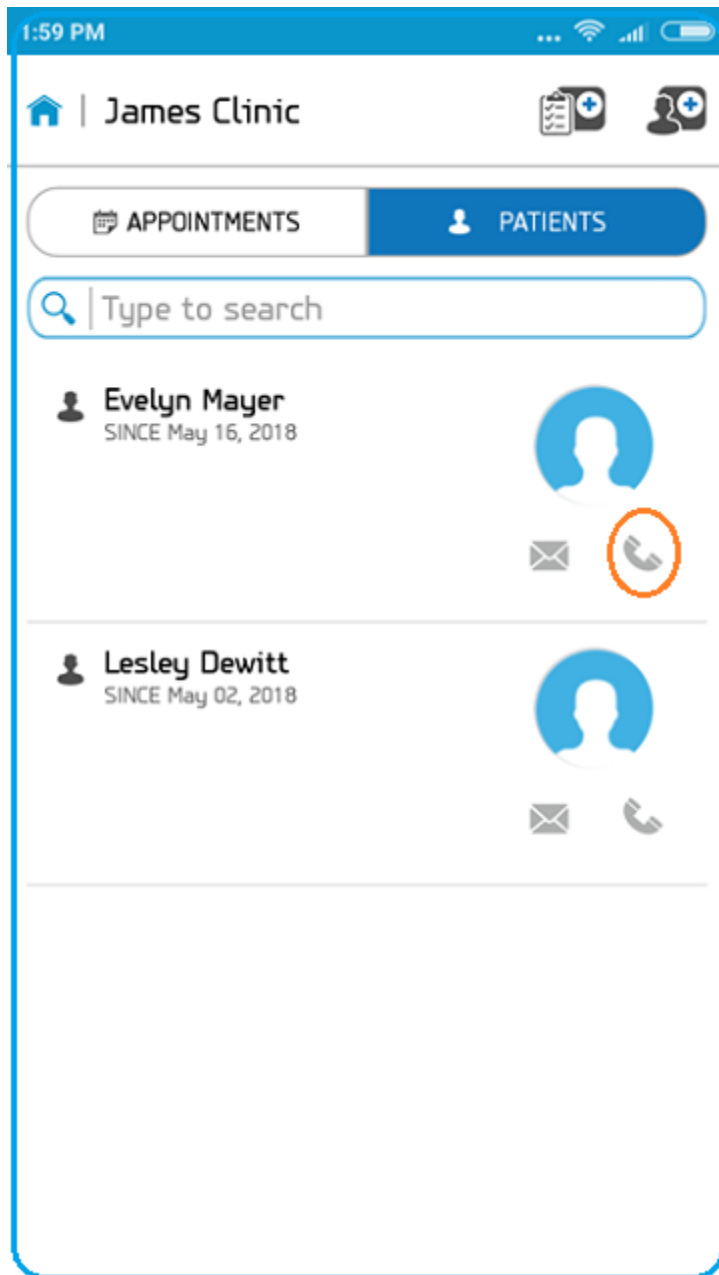 1:59 PM
James Clinic
APPOINTMENTS
PATIENTS
Type to search
Evelyn Mayer
SINCE May 16, 2018
Lesley Dewitt
SINCE May 02, 2018